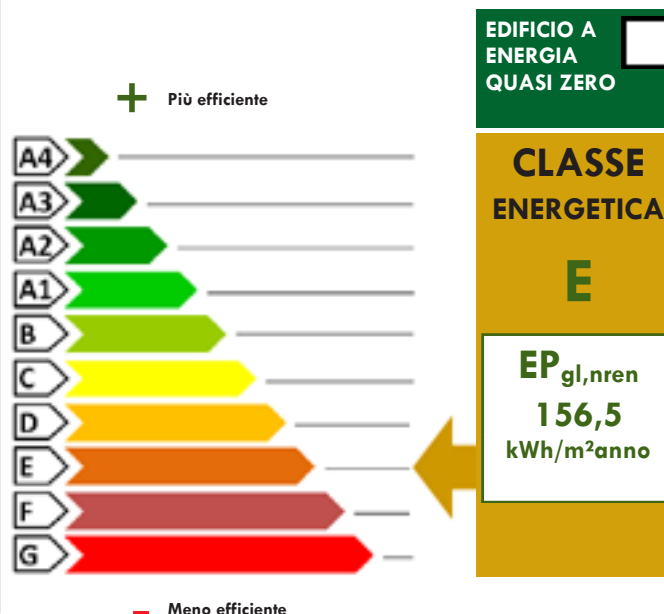 EDIFICIO A
ENERGIA
QUASI ZERO
+ Più efficiente
A4
A3
A2
A1
B
C
D
E
F
G
- Meno efficiente
CLASSE
ENERGETICA
E
EPgl,nren
156,5
kWh/m²anno